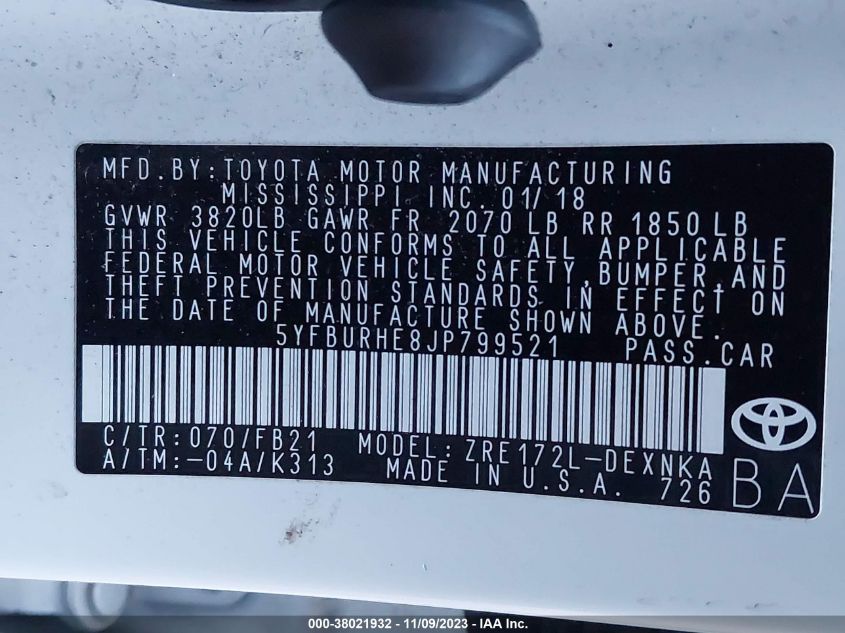 MFD.BY:TOYOTA MOTOR MANUFACTURING
MISSISSIPPI INC. 01/18
GVWR 3820LB GAWR FR 2070 LB RR 1850 LB
THIS VEHICLE CONFORMS TO ALL APPLICABLE
FEDERAL MOTOR VEHICLE SAFETY, BUMPER, AND
THEFT PREVENTION STANDARDS IN EFFECT ON
THE DATE OF MANUFACTURE SHOWN ABOVE.
5YFBURHE8JP799521 PASS.CAR
C/TR:070/FB21 MODEL:ZRE172L-DEXNKA
A/TM:-04A/K313 MADE IN U.S.A. 726
BA
000-38021932 - 11/09/2023 - IAA Inc.